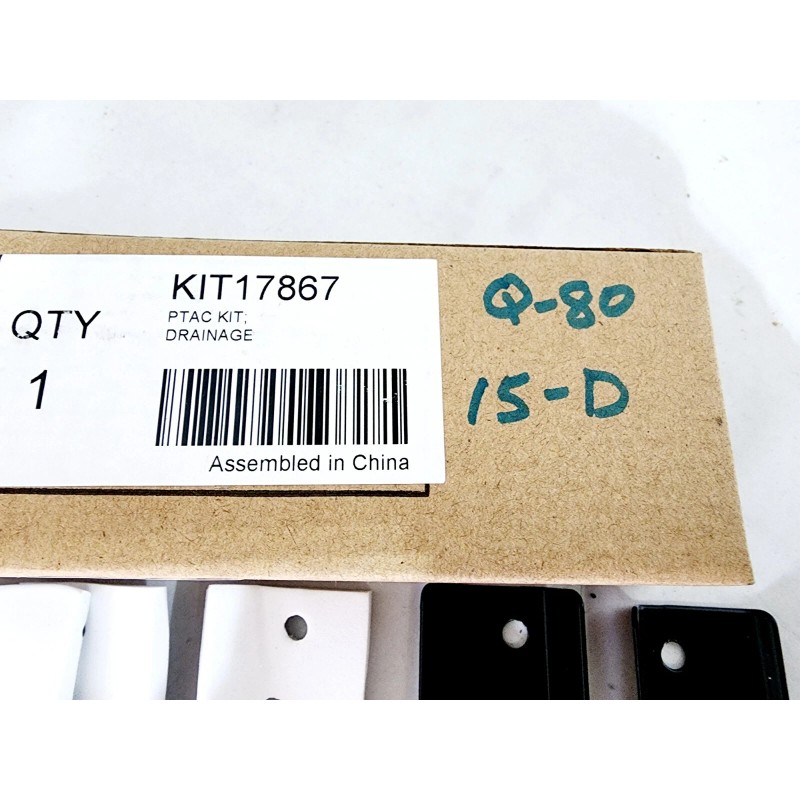 KIT17867
QTY
PTAC KIT;
DRAINAGE
1
Assembled in China
Q-80
15-D